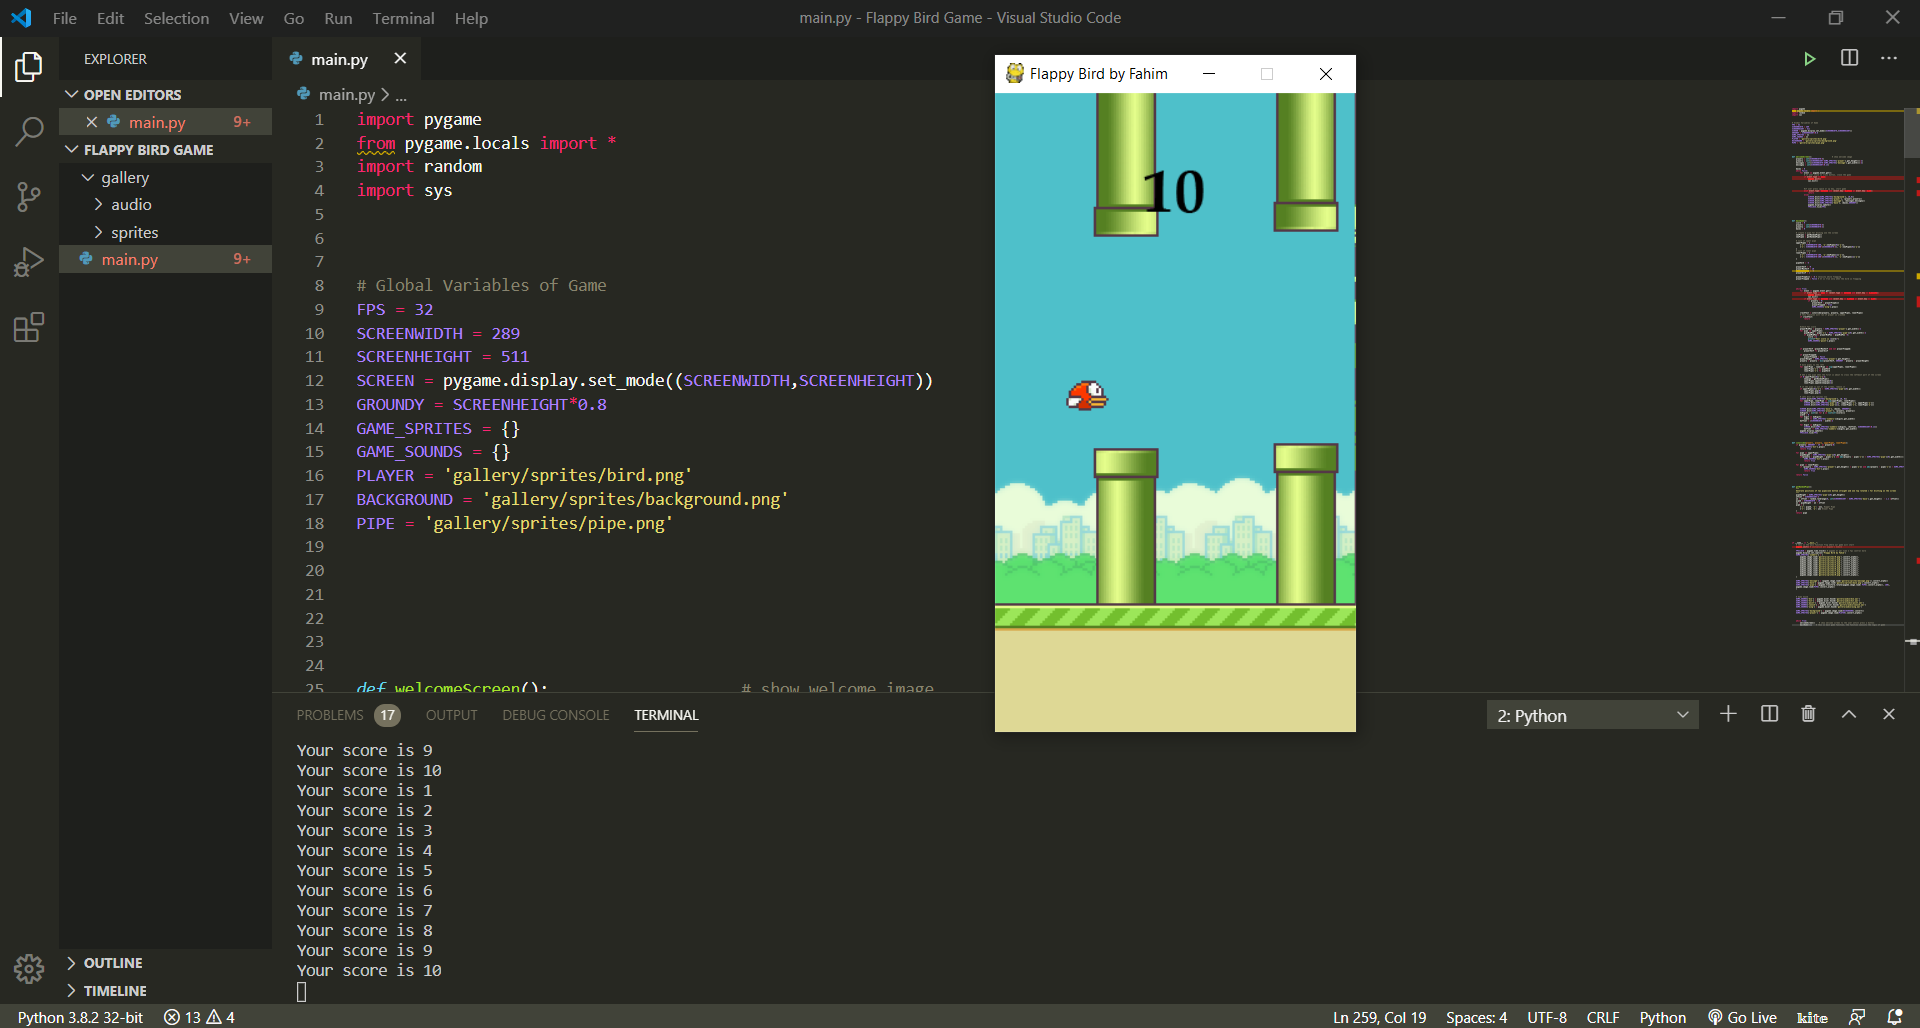 File Edit Selection View Go Run Terminal Help
main.py - Flappy Bird Game - Visual Studio Code
EXPLORER
OPEN EDITORS
main.py 9+
FLAPPY BIRD GAME
gallery
audio
sprites
main.py 9+
OUTLINE
TIMELINE
main.py
main.py > ...
1 import pygame
2 from pygame.locals import *
3 import random
4 import sys
5
6
7
8 # Global Variables of Game
9 FPS = 32
10 SCREENWIDTH = 289
11 SCREENHEIGHT = 511
12 SCREEN = pygame.display.set_mode((SCREENWIDTH,SCREENHEIGHT))
13 GROUNDY = SCREENHEIGHT*0.8
14 GAME_SPRITES = {}
15 GAME_SOUNDS = {}
16 PLAYER = 'gallery/sprites/bird.png'
17 BACKGROUND = 'gallery/sprites/background.png'
18 PIPE = 'gallery/sprites/pipe.png'
19
20
21
22
23
24
25 def welcomeScreen(): # show welcome image
Flappy Bird by Fahim
10
PROBLEMS 17 OUTPUT DEBUG CONSOLE TERMINAL
2: Python
Your score is 9
Your score is 10
Your score is 1
Your score is 2
Your score is 3
Your score is 4
Your score is 5
Your score is 6
Your score is 7
Your score is 8
Your score is 9
Your score is 10
Python 3.8.2 32-bit 13 4
Ln 259, Col 19 Spaces: 4 UTF-8 CRLF Python Go Live kite